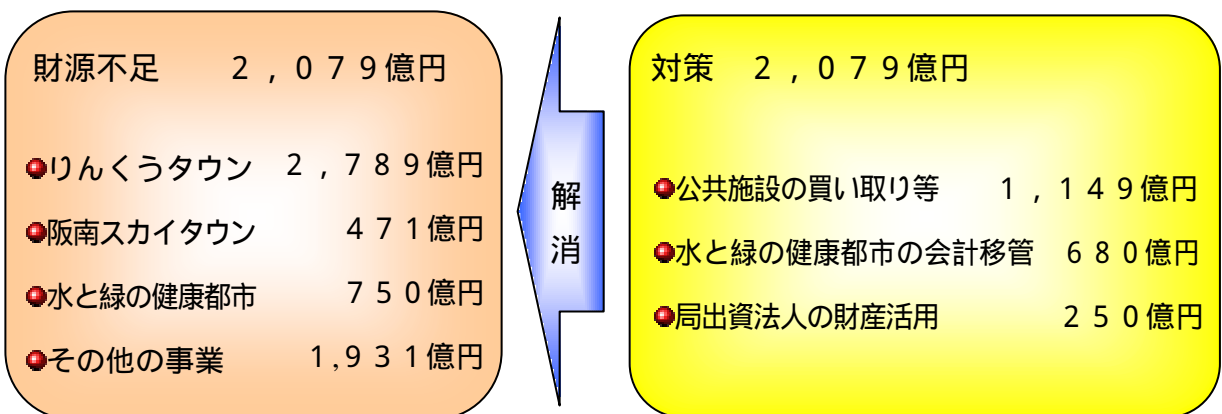 財源不足 ２，０７９億円
りんくうタウン ２，７８９億円
阪南スカイタウン ４７１億円
水と緑の健康都市 ７５０億円
その他の事業 １,９３１億円
解
消
対策 ２，０７９億円
公共施設の買い取り等 １，１４９億円
水と緑の健康都市の会計移管 ６８０億円
局出資法人の財産活用 ２５０億円